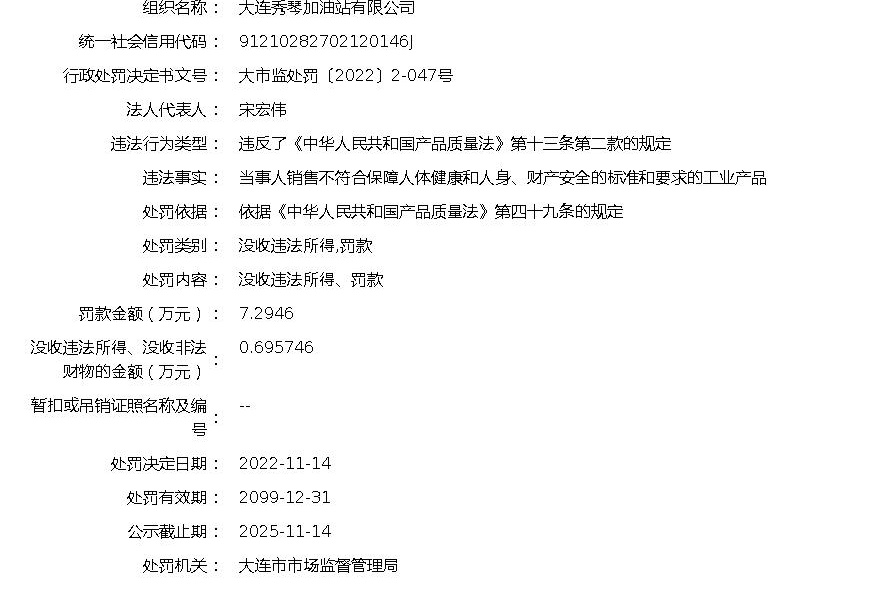 组织名称： 大连秀琴加油站有限公司
统一社会信用代码： 91210282702120146J
行政处罚决定书文号： 大市监处罚〔2022〕2-047号
法人代表人： 宋宏伟
违法行为类型： 违反了《中华人民共和国产品质量法》第十三条第二款的规定
违法事实： 当事人销售不符合保障人体健康和人身、财产安全的标准和要求的工业产品
处罚依据： 依据《中华人民共和国产品质量法》第四十九条的规定
处罚类别： 没收违法所得,罚款
处罚内容： 没收违法所得、罚款
罚款金额（万元）： 7.2946
没收违法所得、没收非法
财物的金额（万元）： 0.695746
暂扣或吊销证照名称及编
号： --
处罚决定日期： 2022-11-14
处罚有效期： 2099-12-31
公示截止期： 2025-11-14
处罚机关： 大连市市场监督管理局